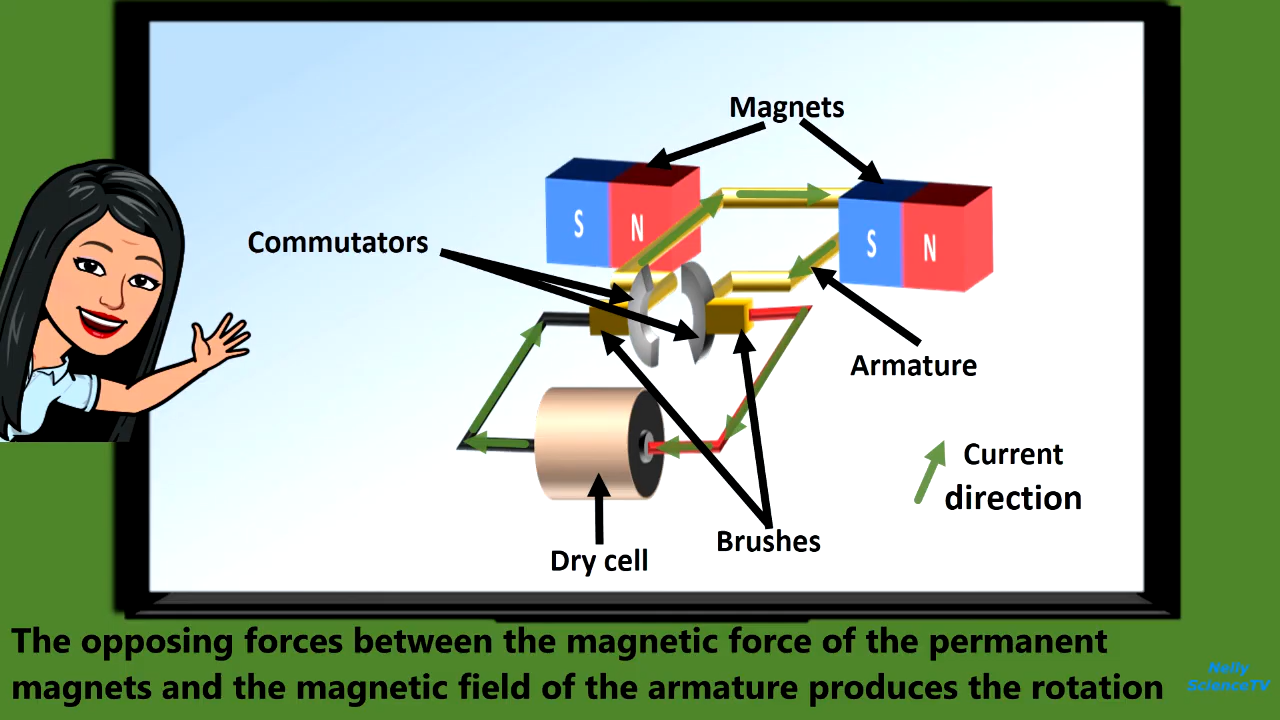 Magnets
S N
S N
Commutators
Armature
Current
direction
Brushes
Dry cell
The opposing forces between the magnetic force of the permanent
magnets and the magnetic field of the armature produces the rotation
Nelly
ScienceTV